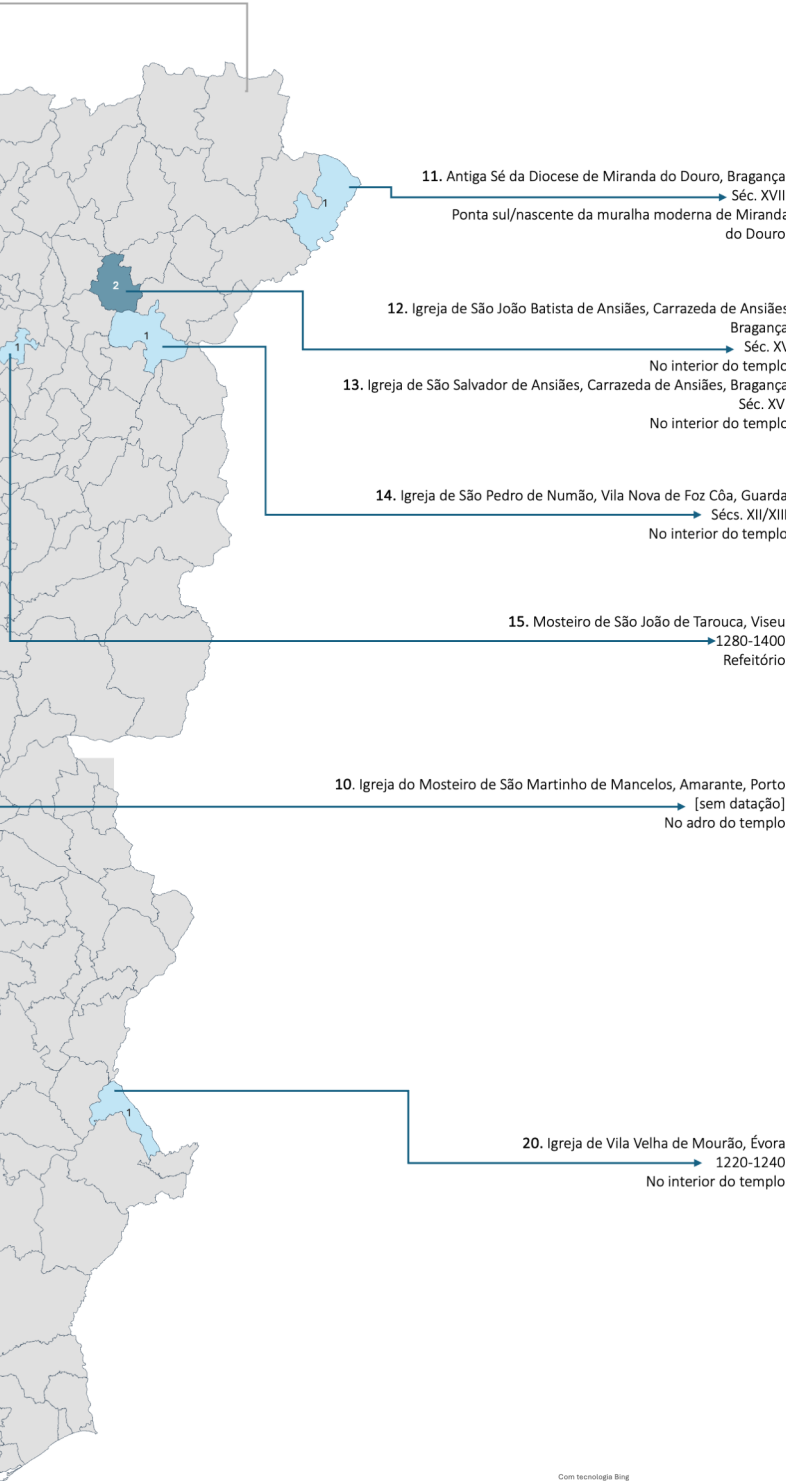 11. Antiga Sé da Diocese de Miranda do Douro, Bragança
Séc. XVII
Ponta sul/nascente da muralha moderna de Miranda
do Douro
1
2
12. Igreja de São João Batista de Ansiães, Carrazeda de Ansiães
Bragança
Séc. XV
No interior do templo
1
1
13. Igreja de São Salvador de Ansiães, Carrazeda de Ansiães, Bragança
Séc. XV
No interior do templo
14. Igreja de São Pedro de Numão, Vila Nova de Foz Côa, Guarda
Sécs. XII/XIII
No interior do templo
15. Mosteiro de São João de Tarouca, Viseu
1280-1400
Refeitório
10. Igreja do Mosteiro de São Martinho de Mancelos, Amarante, Porto
[sem datação]
No adro do templo
1
20. Igreja de Vila Velha de Mourão, Évora
1220-1240
No interior do templo
Com tecnologia Bing